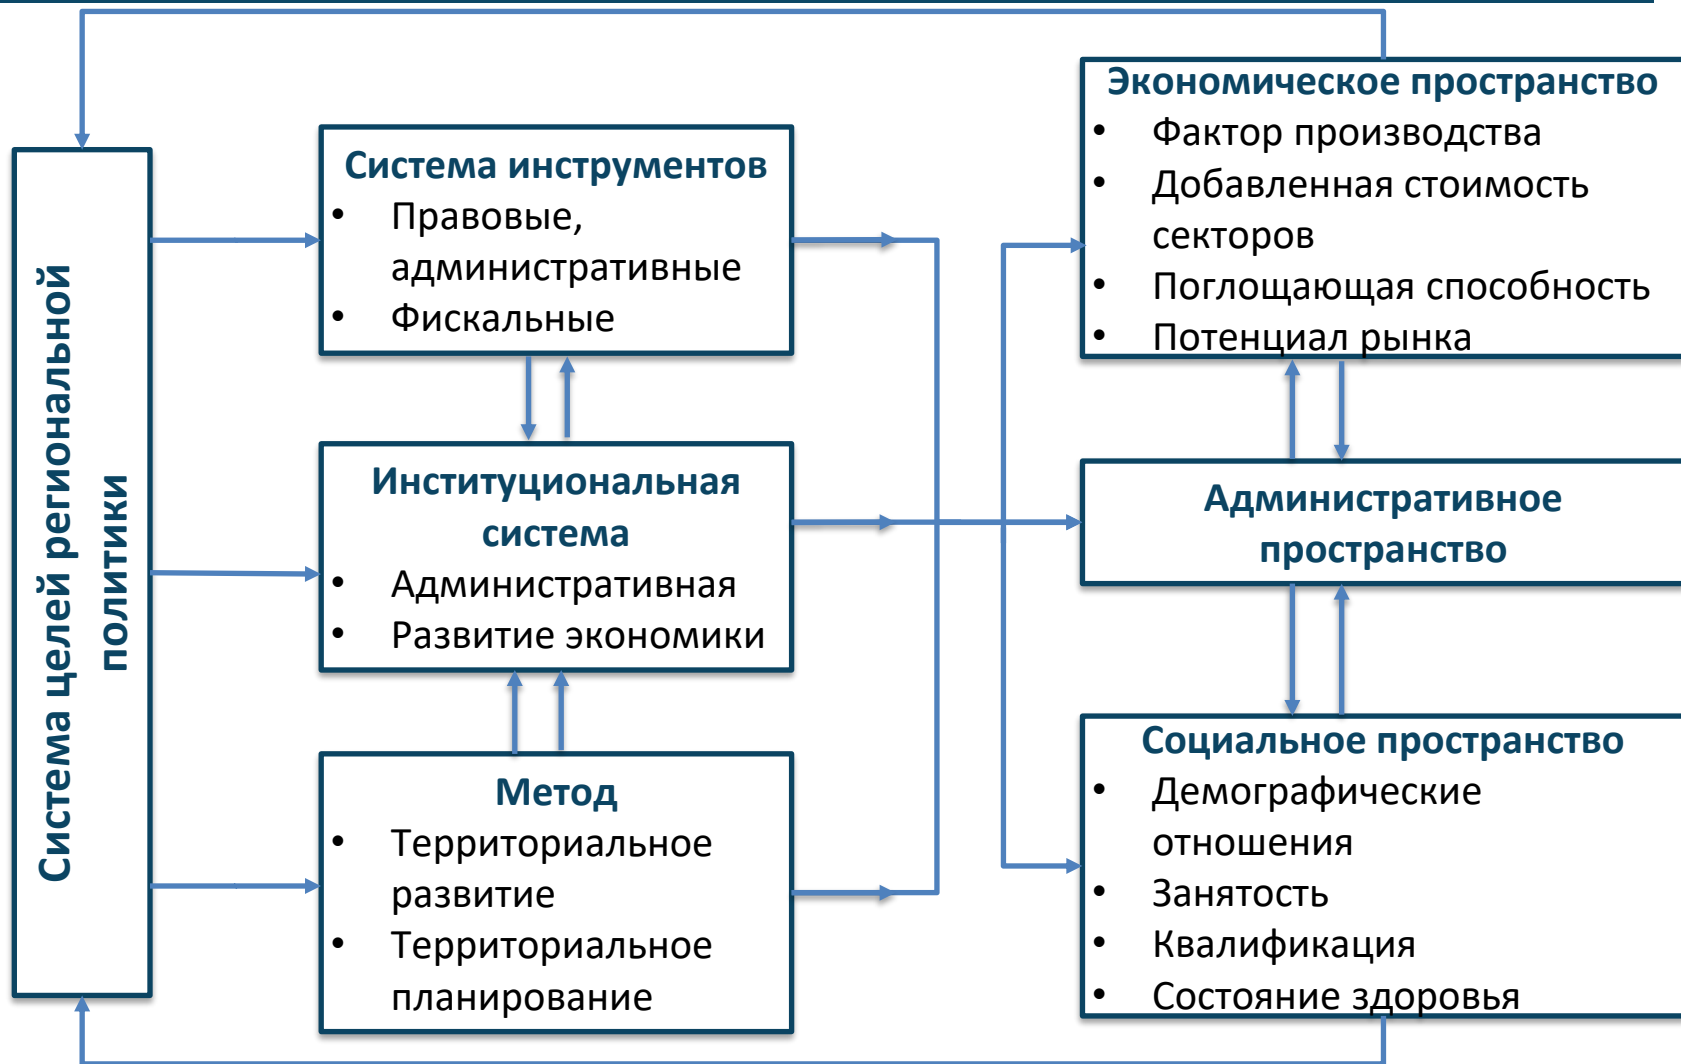 Система целей региональной
политики
Система инструментов
• Правовые,
административные
• Фискальные
Институциональная
система
• Административная
• Развитие экономики
Метод
• Территориальное
развитие
• Территориальное
планирование
Экономическое пространство
• Фактор производства
• Добавленная стоимость
секторов
• Поглощающая способность
• Потенциал рынка
Административное
пространство
Социальное пространство
• Демографические
отношения
• Занятость
• Квалификация
• Состояние здоровья